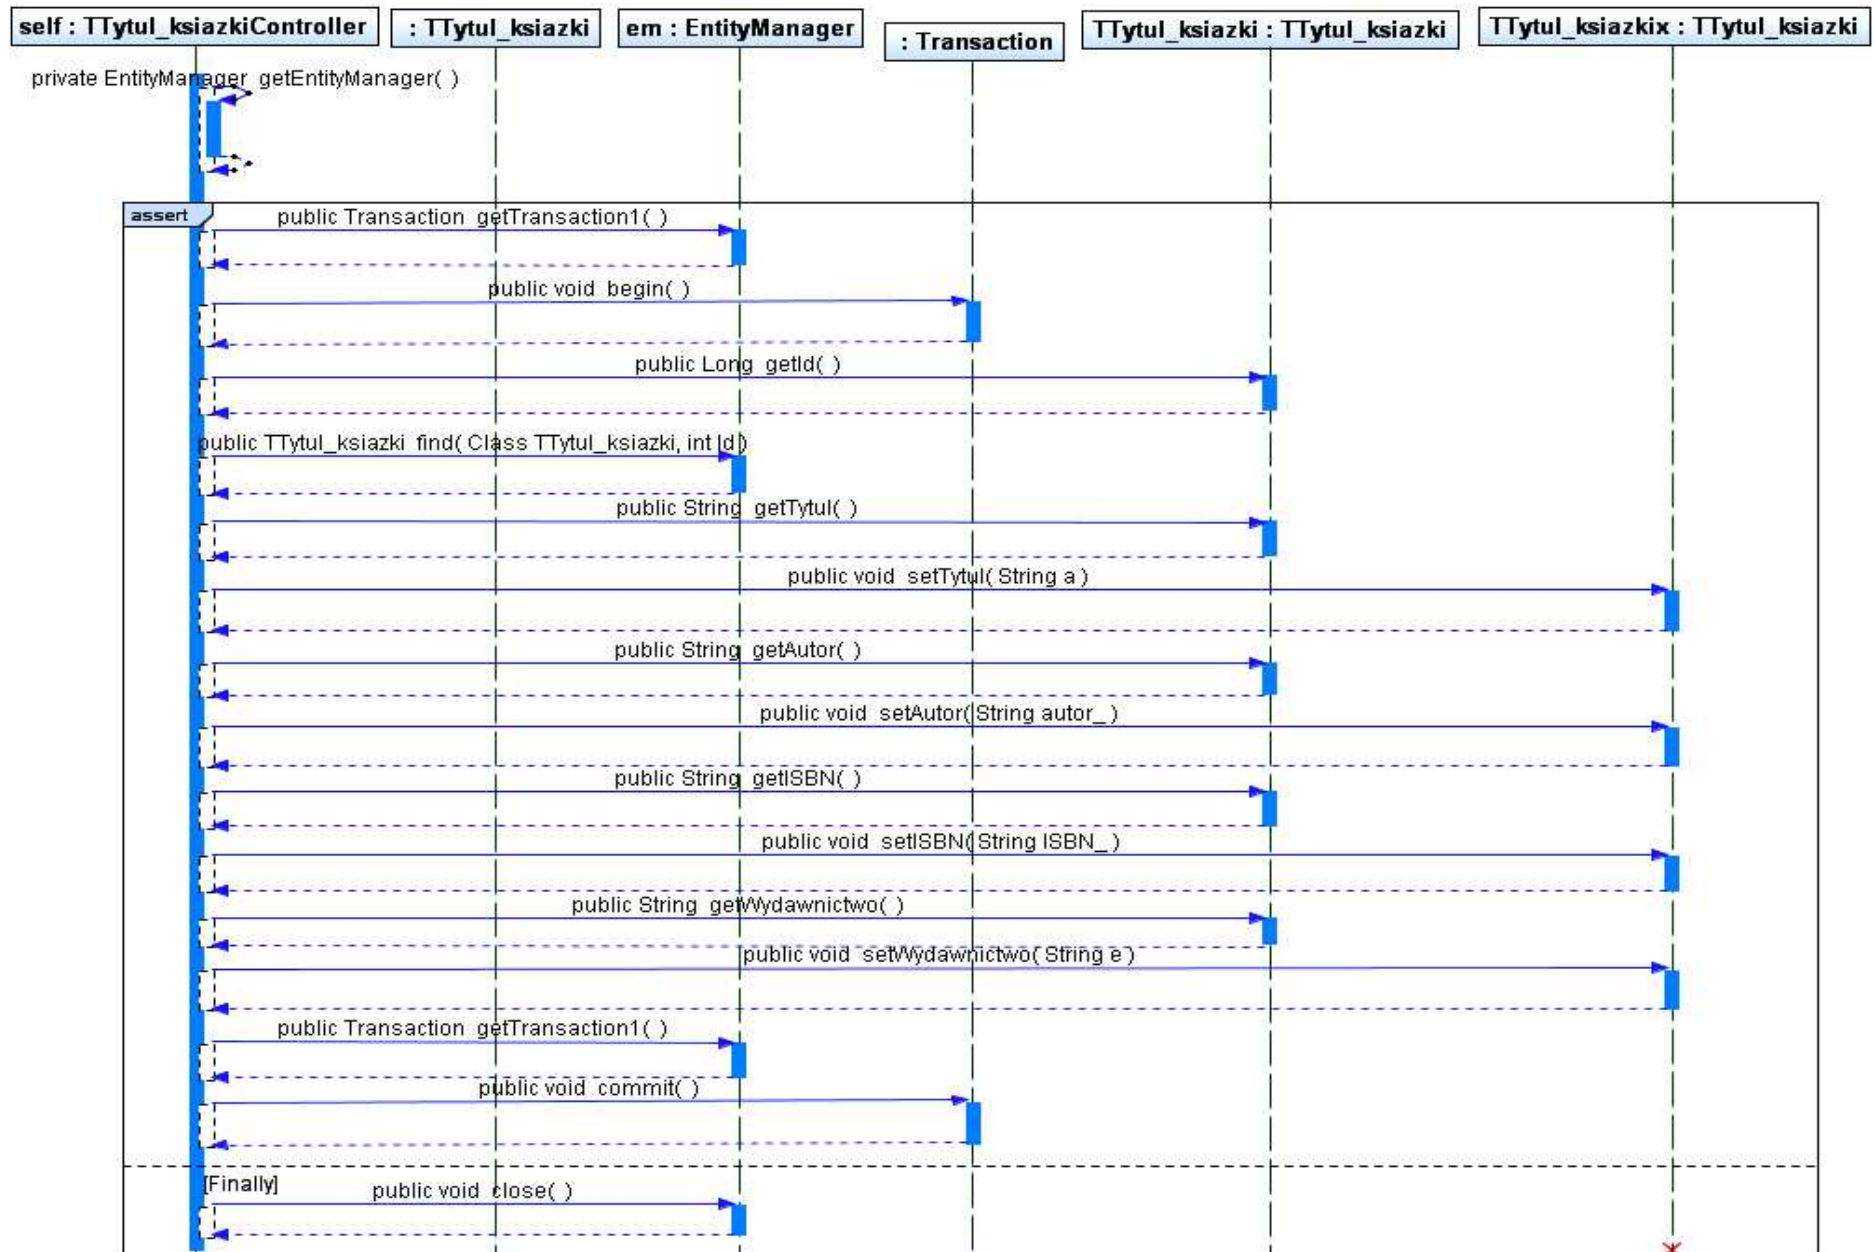 self : TTytul_ksiazkiController
: TTytul_ksiazki
em : EntityManager
: Transaction
TTytul_ksiazki : TTytul_ksiazki
TTytul_ksiazkix : TTytul_ksiazki
private EntityManager getEntityManager( )
assert
public Transaction getTransaction1( )
public void begin( )
public Long getId( )
public TTytul_ksiazki find( Class TTytul_ksiazki, int Id )
public String getTytul( )
public void setTytul( String a )
public String getAutor( )
public void setAutor( String autor_ )
public String getISBN( )
public void setISBN( String ISBN_ )
public String getWydawnictwo( )
public void setWydawnictwo( String e )
public Transaction getTransaction1( )
public void commit( )
[Finally]
public void close( )